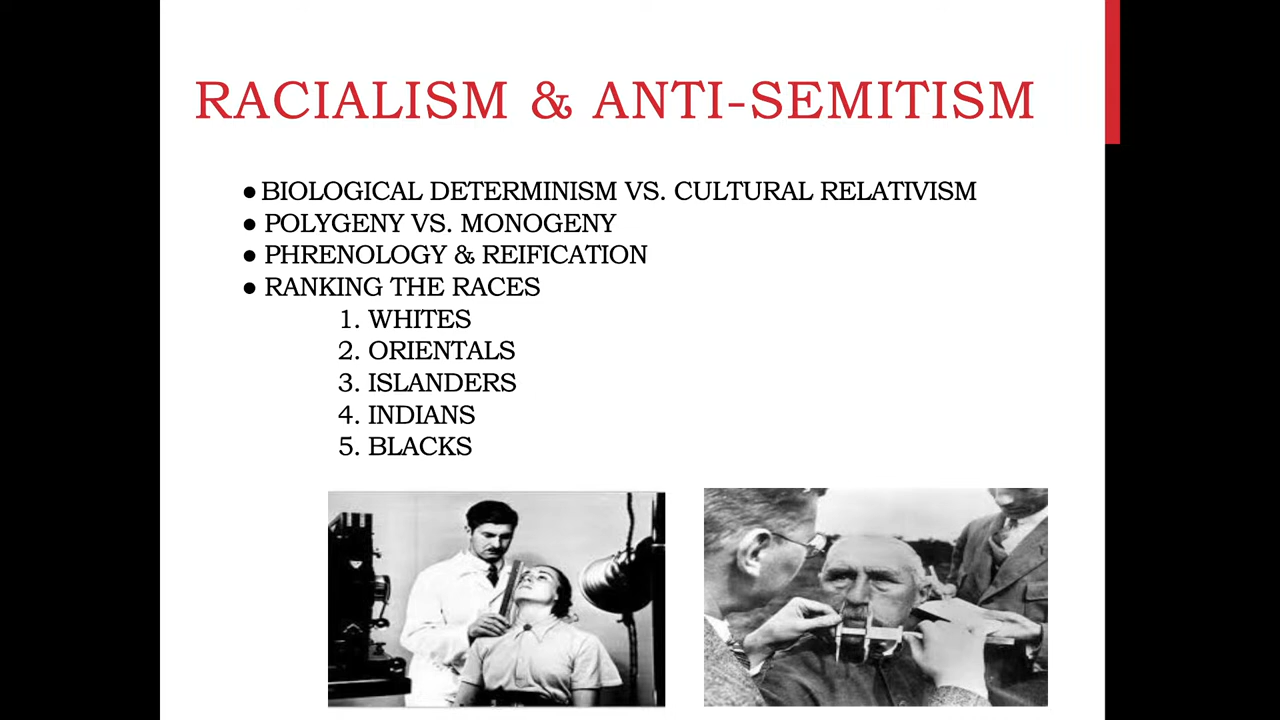 RACIALISM & ANTI-SEMITISM
● BIOLOGICAL DETERMINISM VS. CULTURAL RELATIVISM
● POLYGENY VS. MONOGENY
● PHRENOLOGY & REIFICATION
● RANKING THE RACES
1. WHITES
2. ORIENTALS
3. ISLANDERS
4. INDIANS
5. BLACKS